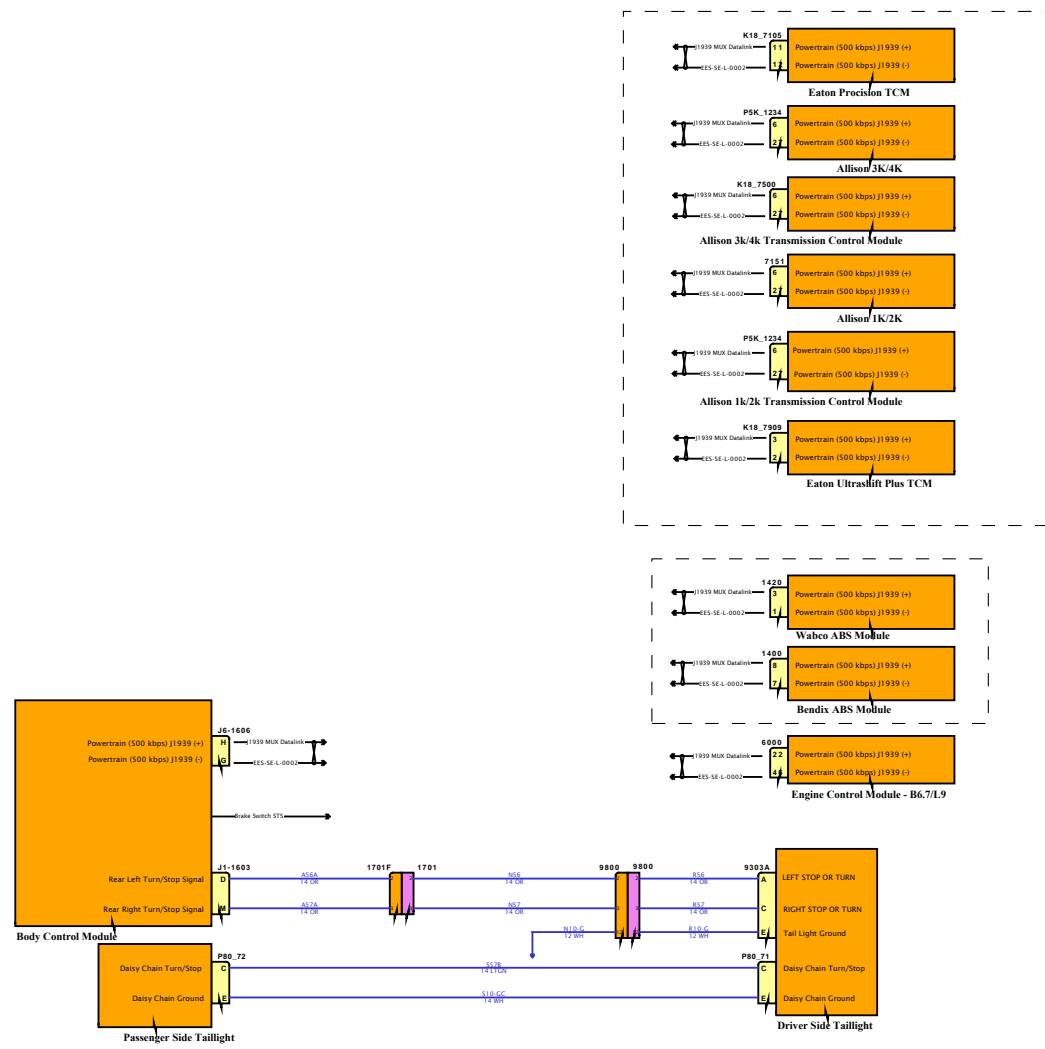 K18_7105
J1939 MUX Datalink
11
Powertrain (500 kbps) J1939 (+)
EES-SE-L-0002
Powertrain (500 kbps) J1939 (-)
Eaton Procision TCM
P5K_1234
J1939 MUX Datalink
6
Powertrain (500 kbps) J1939 (+)
EES-SE-L-0002
Powertrain (500 kbps) J1939 (-)
Allison 3K/4K
K18_7500
J1939 MUX Datalink
6
Powertrain (500 kbps) J1939 (+)
EES-SE-L-0002
Powertrain (500 kbps) J1939 (-)
Allison 3k/4k Transmission Control Module
7151
J1939 MUX Datalink
6
Powertrain (500 kbps) J1939 (+)
EES-SE-L-0002
Powertrain (500 kbps) J1939 (-)
Allison 1K/2K
P5K_1234
J1939 MUX Datalink
6
Powertrain (500 kbps) J1939 (+)
EES-SE-L-0002
Powertrain (500 kbps) J1939 (-)
Allison 1k/2k Transmission Control Module
K18_7909
J1939 MUX Datalink
3
Powertrain (500 kbps) J1939 (+)
EES-SE-L-0002
2
Powertrain (500 kbps) J1939 (-)
Eaton Ultrashift Plus TCM
1420
J1939 MUX Datalink
3
Powertrain (500 kbps) J1939 (+)
EES-SE-L-0002
1
Powertrain (500 kbps) J1939 (-)
Wabco ABS Module
1400
J1939 MUX Datalink
8
Powertrain (500 kbps) J1939 (+)
EES-SE-L-0002
7
Powertrain (500 kbps) J1939 (-)
Bendix ABS Module
6000
J1939 MUX Datalink
22
Powertrain (500 kbps) J1939 (+)
EES-SE-L-0002
Powertrain (500 kbps) J1939 (-)
Engine Control Module - B6.7/L9
J6-1606
Powertrain (500 kbps) J1939 (+)
H
J1939 MUX Datalink
Powertrain (500 kbps) J1939 (-)
G
EES-SE-L-0002
Brake Switch STS
J1-1603
1701F
1701
9800
9800
9303A
Rear Left Turn/Stop Signal
D
A56A
14 OR
N56
14 OR
R56
14 OR
A
LEFT STOP OR TURN
Rear Right Turn/Stop Signal
M
A57A
14 OR
N57
14 OR
R57
14 OR
C
RIGHT STOP OR TURN
N10-G
12 WH
R10-G
12 WH
E
Tail Light Ground
Body Control Module
P80_72
P80_71
Daisy Chain Turn/Stop
C
S57B
14 LTGN
C
Daisy Chain Turn/Stop
Daisy Chain Ground
E
S10-GC
14 WH
E
Daisy Chain Ground
Passenger Side Taillight
Driver Side Taillight